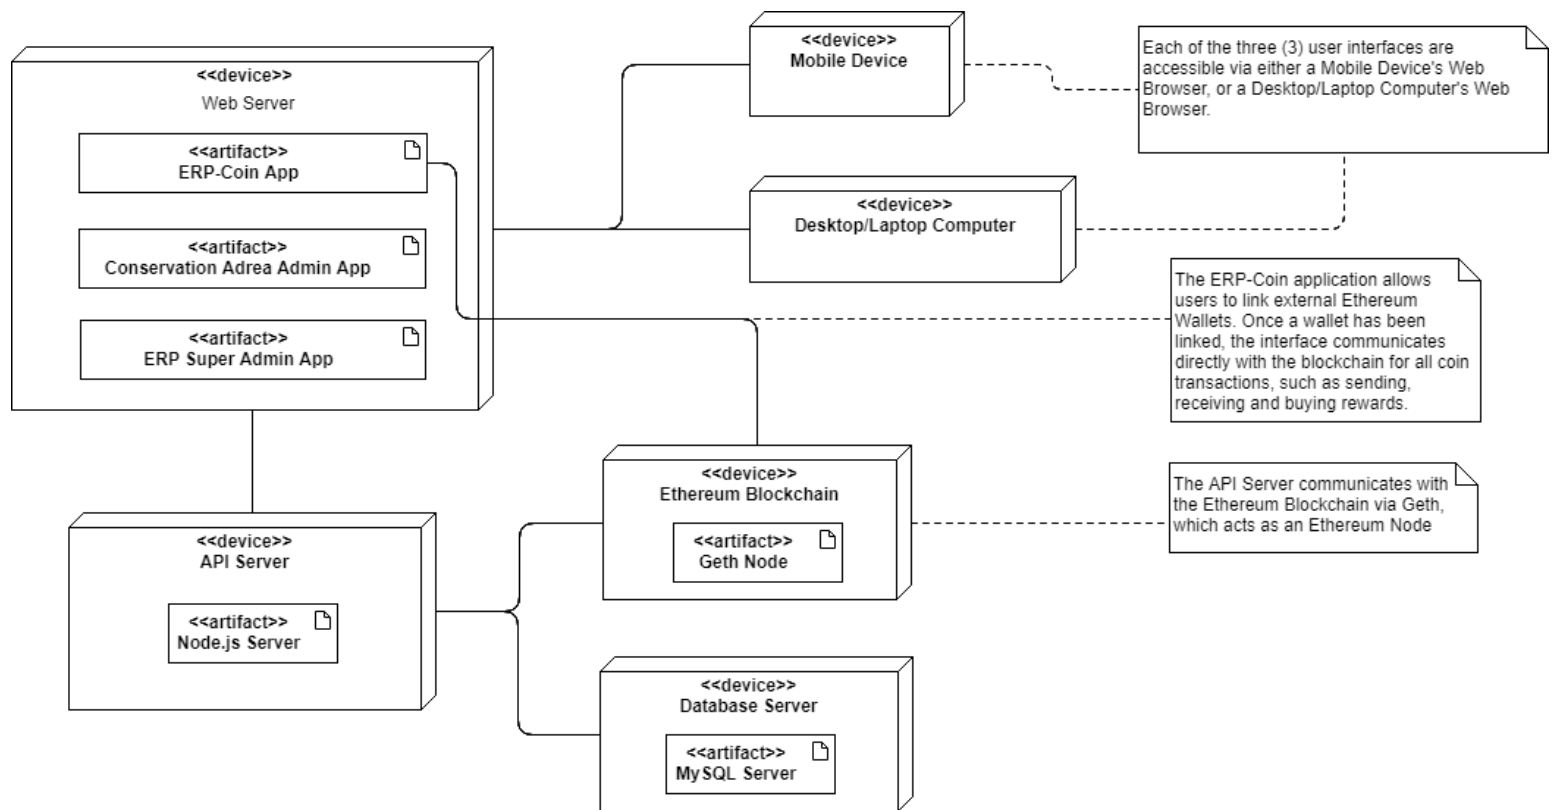 <<device>>
Web Server
<<artifact>>
ERP-Coin App
<<artifact>>
Conservation Adrea Admin App
<<artifact>>
ERP Super Admin App
<<device>>
Mobile Device
<<device>>
Desktop/Laptop Computer
Each of the three (3) user interfaces are
accessible via either a Mobile Device's Web
Browser, or a Desktop/Laptop Computer's Web
Browser.
The ERP-Coin application allows
users to link external Ethereum
Wallets. Once a wallet has been
linked, the interface communicates
directly with the blockchain for all coin
transactions, such as sending,
receiving and buying rewards.
<<device>>
Ethereum Blockchain
<<artifact>>
Geth Node
The API Server communicates with
the Ethereum Blockchain via Geth,
which acts as an Ethereum Node
<<device>>
API Server
<<artifact>>
Node.js Server
<<device>>
Database Server
<<artifact>>
MySQL Server